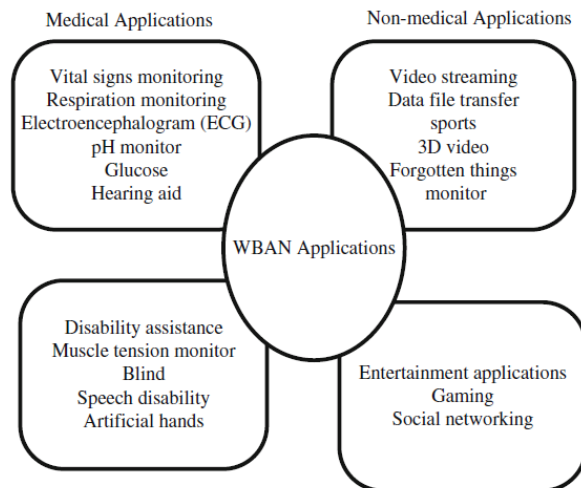 Medical Applications
Non-medical Applications
Vital signs monitoring
Respiration monitoring
Electroencephalogram (ECG)
pH monitor
Glucose
Hearing aid
Video streaming
Data file transfer
sports
3D video
Forgotten things
monitor
WBAN Applications
Disability assistance
Muscle tension monitor
Blind
Speech disability
Artificial hands
Entertainment applications
Gaming
Social networking